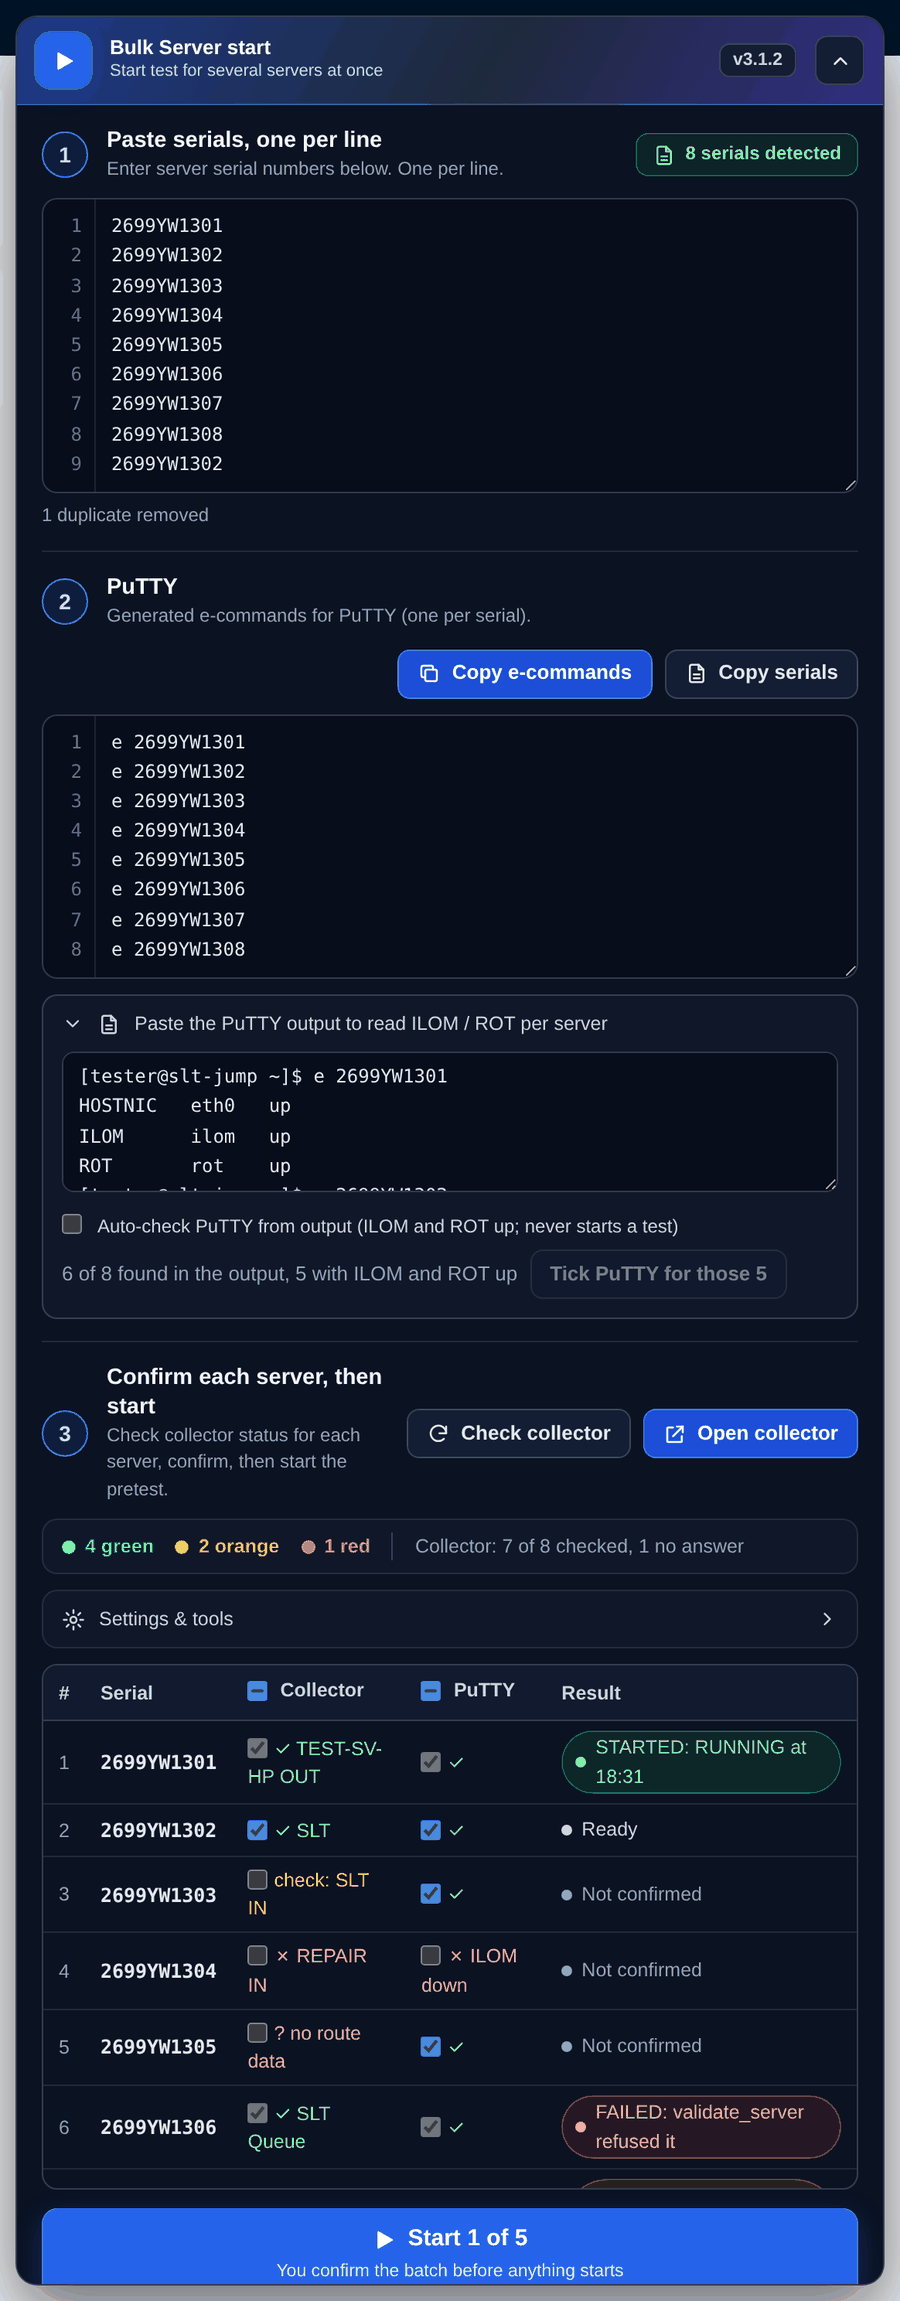 Bulk Server start
Start test for several servers at once
v3.1.2
1
Paste serials, one per line
Enter server serial numbers below. One per line.
8 serials detected
1 2699YW1301
2 2699YW1302
3 2699YW1303
4 2699YW1304
5 2699YW1305
6 2699YW1306
7 2699YW1307
8 2699YW1308
9 2699YW1302
1 duplicate removed
2
PuTTY
Generated e-commands for PuTTY (one per serial).
Copy e-commands
Copy serials
1 e 2699YW1301
2 e 2699YW1302
3 e 2699YW1303
4 e 2699YW1304
5 e 2699YW1305
6 e 2699YW1306
7 e 2699YW1307
8 e 2699YW1308
Paste the PuTTY output to read ILOM / ROT per server
[tester@slt-jump ~]$ e 2699YW1301
HOSTNIC eth0 up
ILOM ilom up
ROT rot up
Auto-check PuTTY from output (ILOM and ROT up; never starts a test)
6 of 8 found in the output, 5 with ILOM and ROT up
Tick PuTTY for those 5
3
Confirm each server, then
start
Check collector status for each
server, confirm, then start the
pretest.
Check collector
Open collector
4 green 2 orange 1 red
Collector: 7 of 8 checked, 1 no answer
Settings & tools
# Serial Collector PuTTY Result
1 2699YW1301 ✓ TEST-SV-
HP OUT ✓ STARTED: RUNNING at
18:31
2 2699YW1302 ✓ SLT ✓ Ready
3 2699YW1303 check: SLT
IN ✓ Not confirmed
4 2699YW1304 × REPAIR
IN × ILOM
down Not confirmed
5 2699YW1305 ? no route
data ✓ Not confirmed
6 2699YW1306 ✓ SLT
Queue ✓ FAILED: validate_server
refused it
Start 1 of 5
You confirm the batch before anything starts